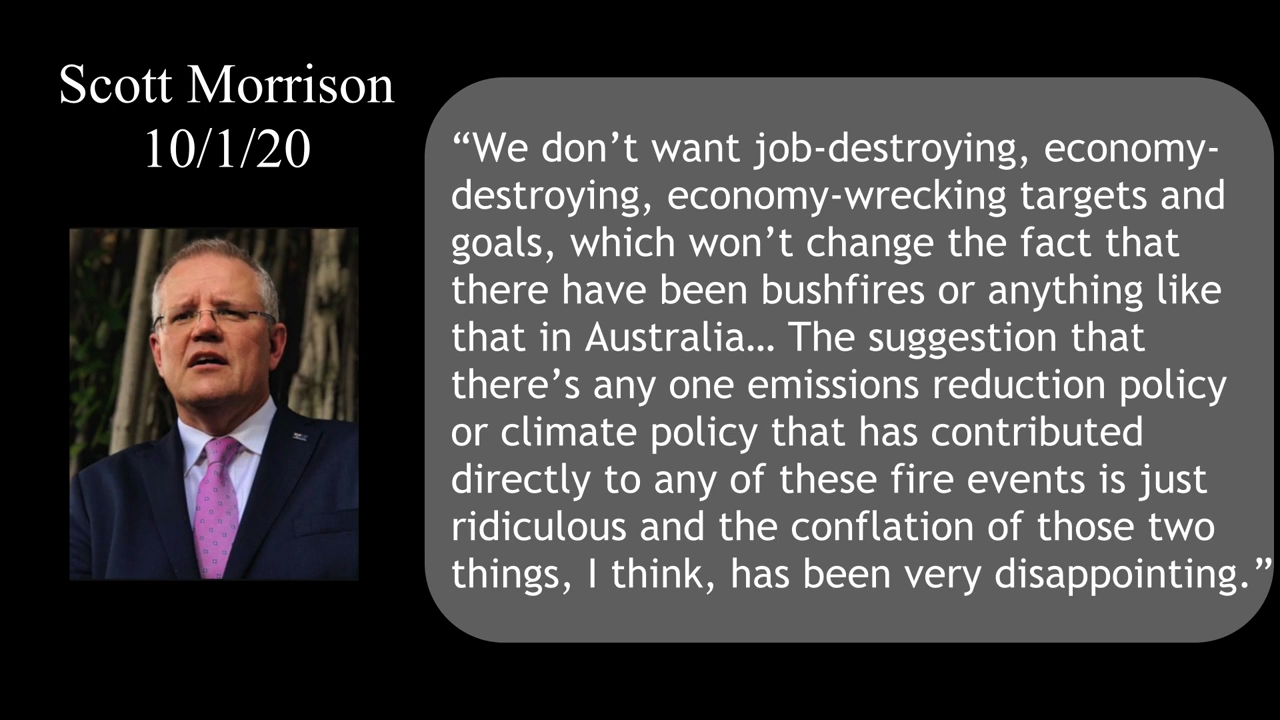 Scott Morrison
10/1/20
“We don’t want job-destroying, economy-
destroying, economy-wrecking targets and
goals, which won’t change the fact that
there have been bushfires or anything like
that in Australia… The suggestion that
there’s any one emissions reduction policy
or climate policy that has contributed
directly to any of these fire events is just
ridiculous and the conflation of those two
things, I think, has been very disappointing.”